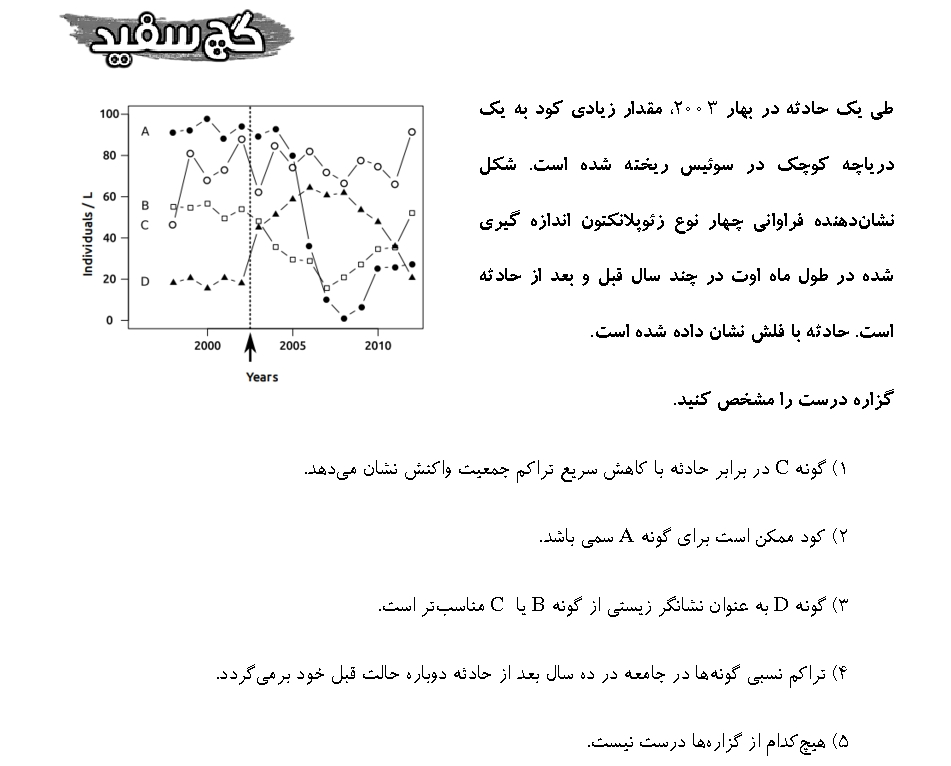 گچ سفید
طی یک حادثه در بهار ۲۰۰۳، مقدار زیادی کود به یک
دریاچه کوچک در سوئیس ریخته شده است. شکل
نشان‌دهنده فراوانی چهار نوع زئوپلانکتون اندازه گیری
شده در طول ماه اوت در چند سال قبل و بعد از حادثه
است. حادثه با فلش نشان داده شده است.
100
80
60
40
20
0
Individuals / L
A
B
C
D
2000 2005 2010
Years
گزاره درست را مشخص کنید.
۱) گونه C در برابر حادثه با کاهش سریع تراکم جمعیت واکنش نشان می‌دهد.
۲) کود ممکن است برای گونه A سمی باشد.
۳) گونه D به عنوان نشانگر زیستی از گونه B یا C مناسب‌تر است.
۴) تراکم نسبی گونه‌ها در جامعه در ده سال بعد از حادثه دوباره حالت قبل خود برمی‌گردد.
۵) هیچ‌کدام از گزاره‌ها درست نیست.